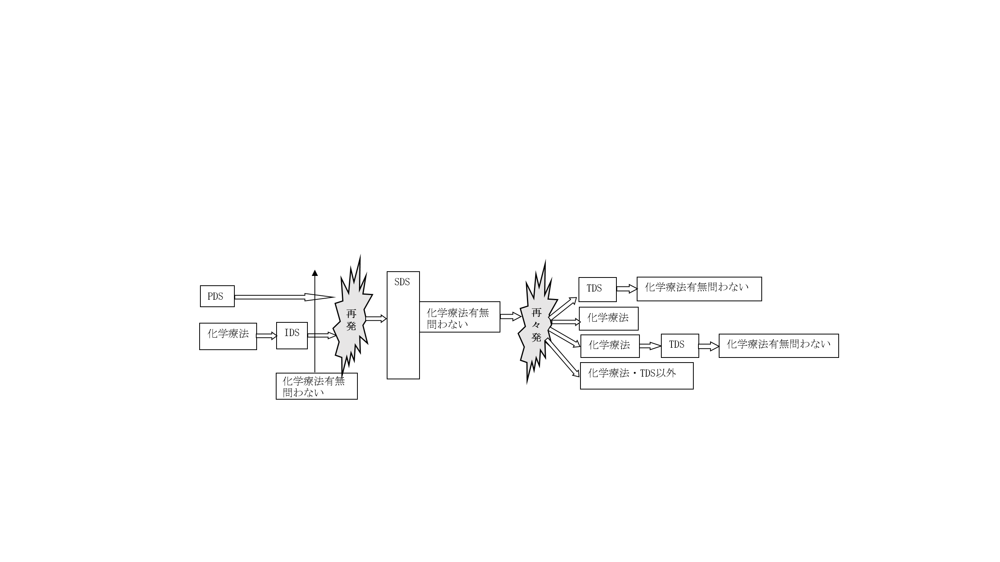 PDS
化学療法
IDS
化学療法有無
問わない
再
発
SDS
化学療法有無
問わない
再
々
発
TDS
化学療法有無問わない
化学療法
化学療法
TDS
化学療法有無問わない
化学療法・TDS以外